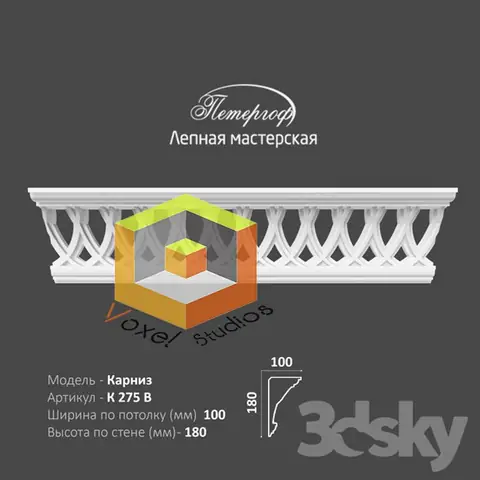 Петергоф
Лепная мастерская
Voxel Studios
Модель - Карниз
Артикул - К 275 В
Ширина по потолку (мм) 100
Высота по стене (мм)- 180
100
180
3dsky